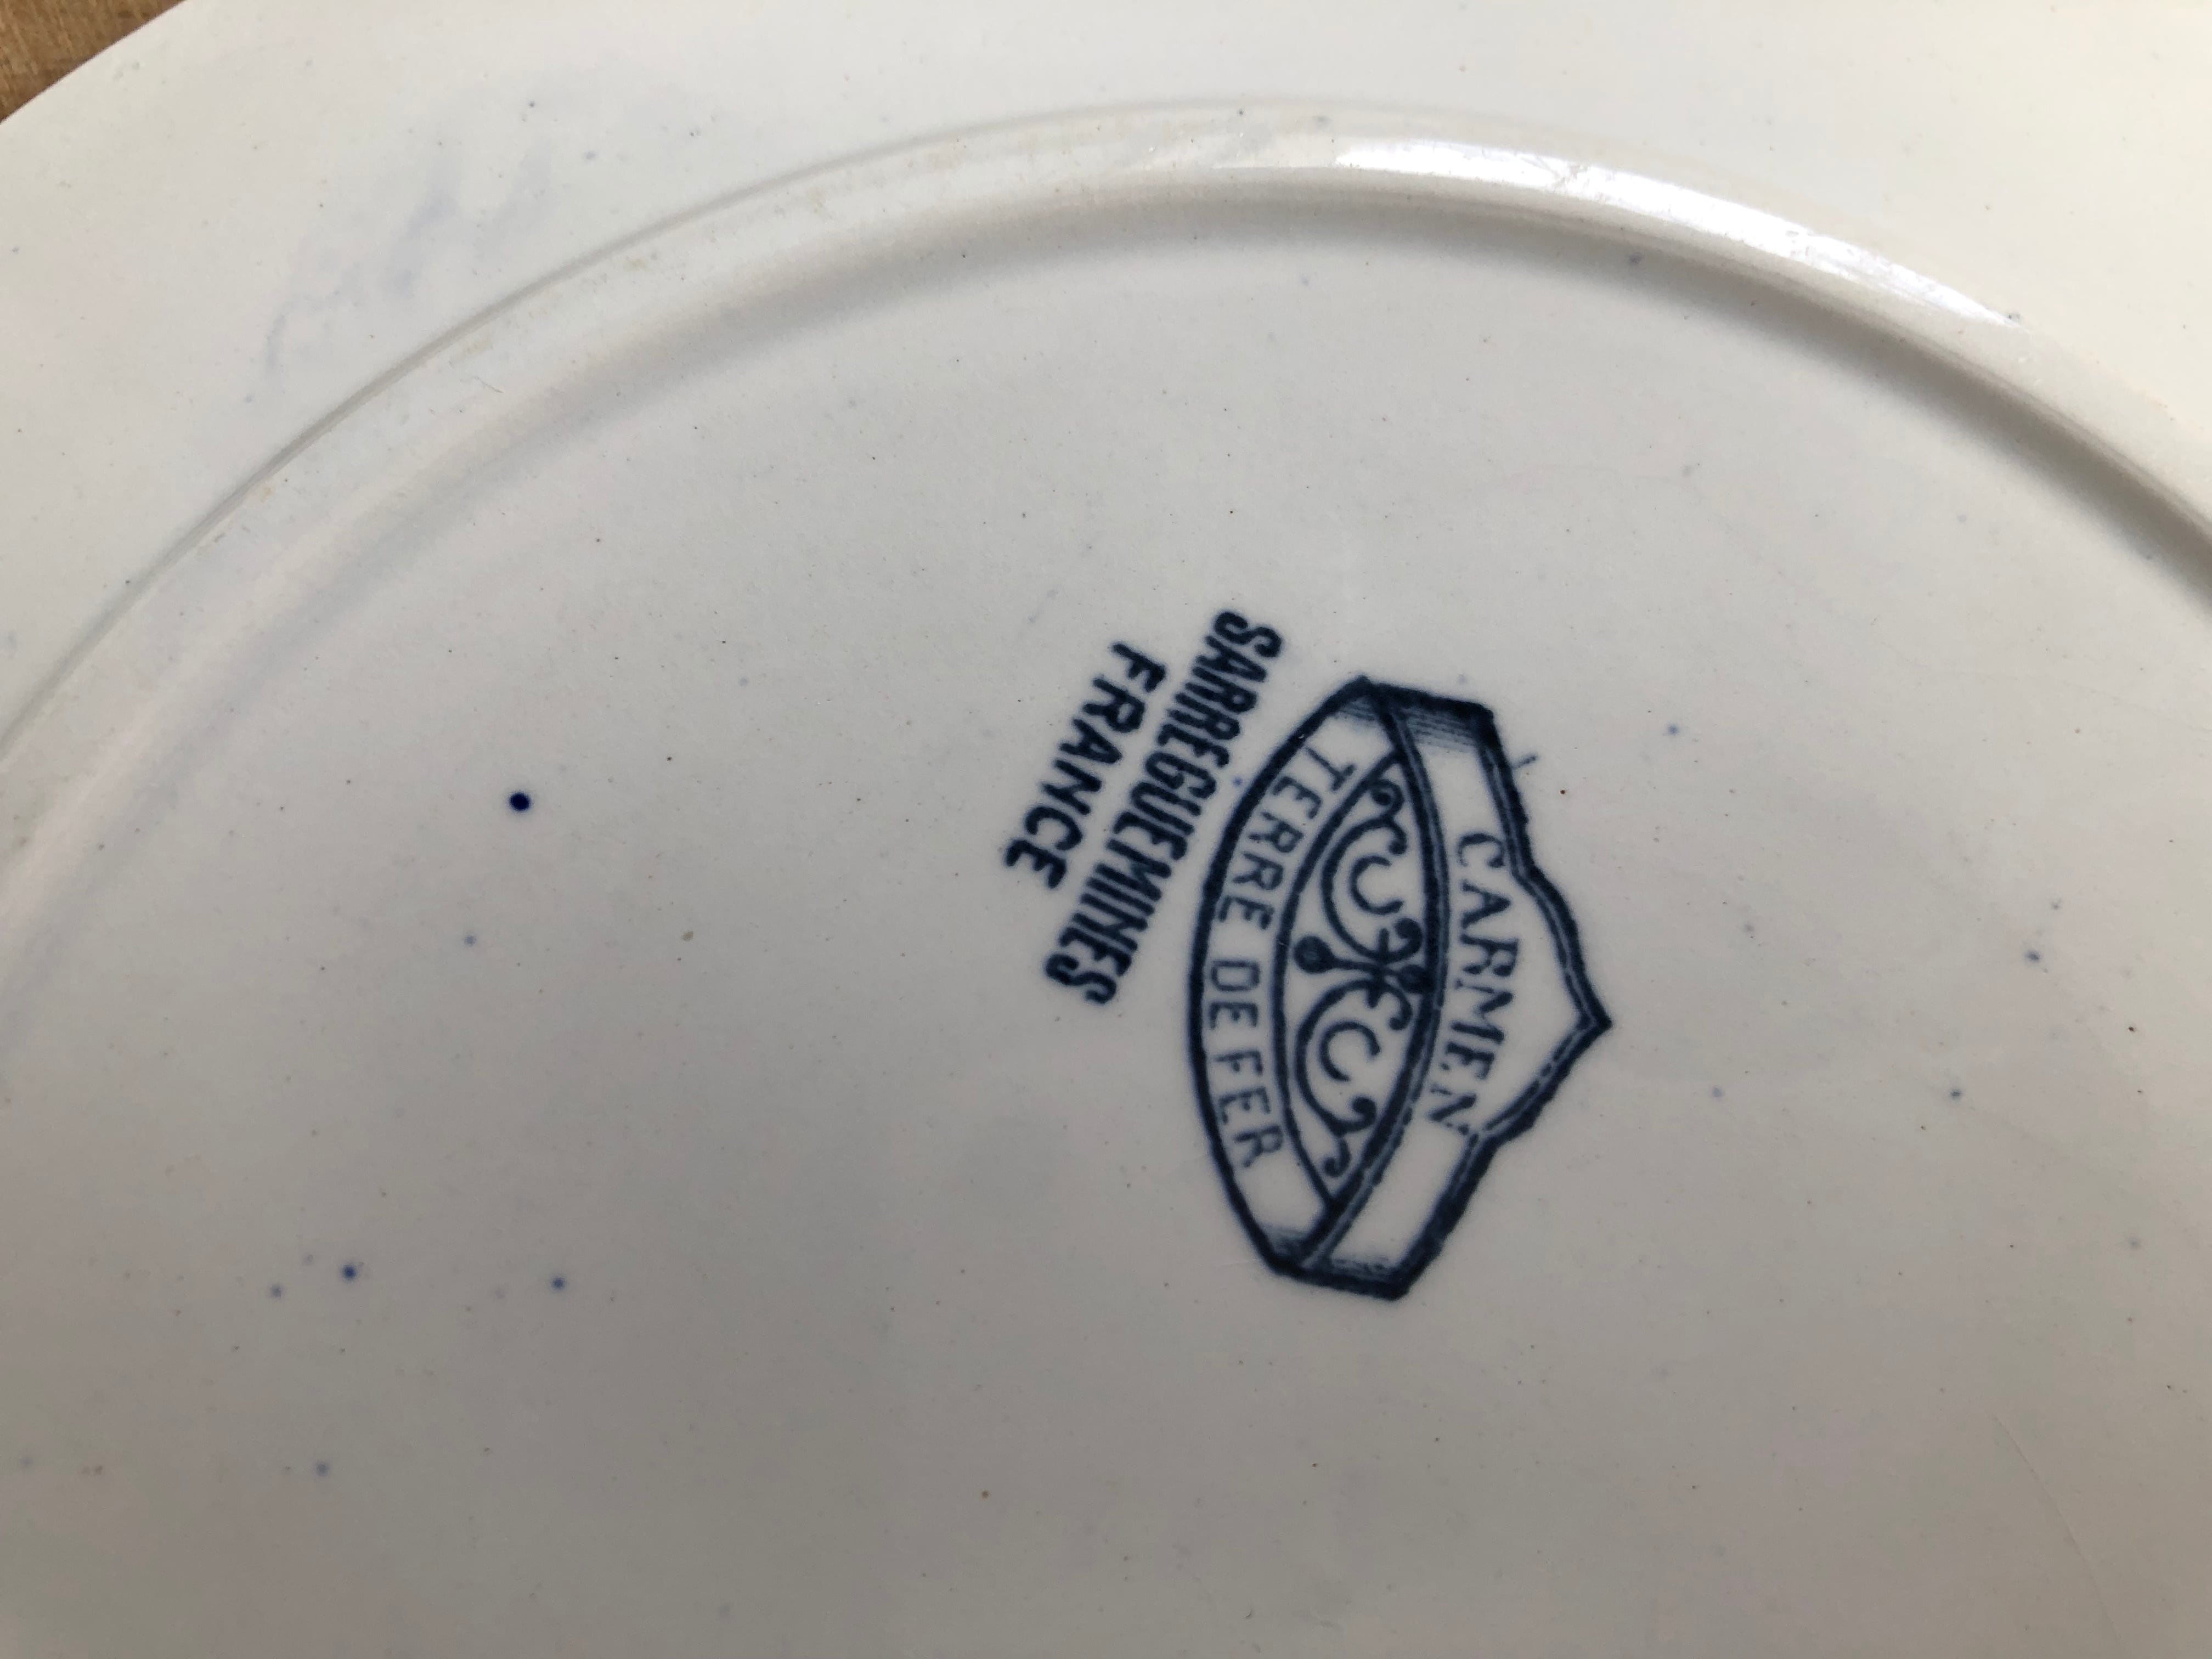 CARMEN
TERRE DE FER
SARREGUEMINES
FRANCE